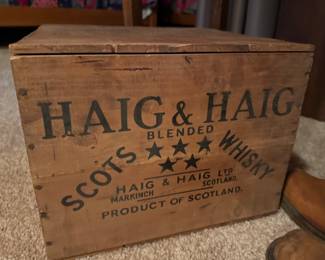 HAIG & HAIG
BLENDED
SCOTS ★★★ WHISKY
★★
HAIG & HAIG LTD
MARKINCH SCOTLAND.
PRODUCT OF SCOTLAND.